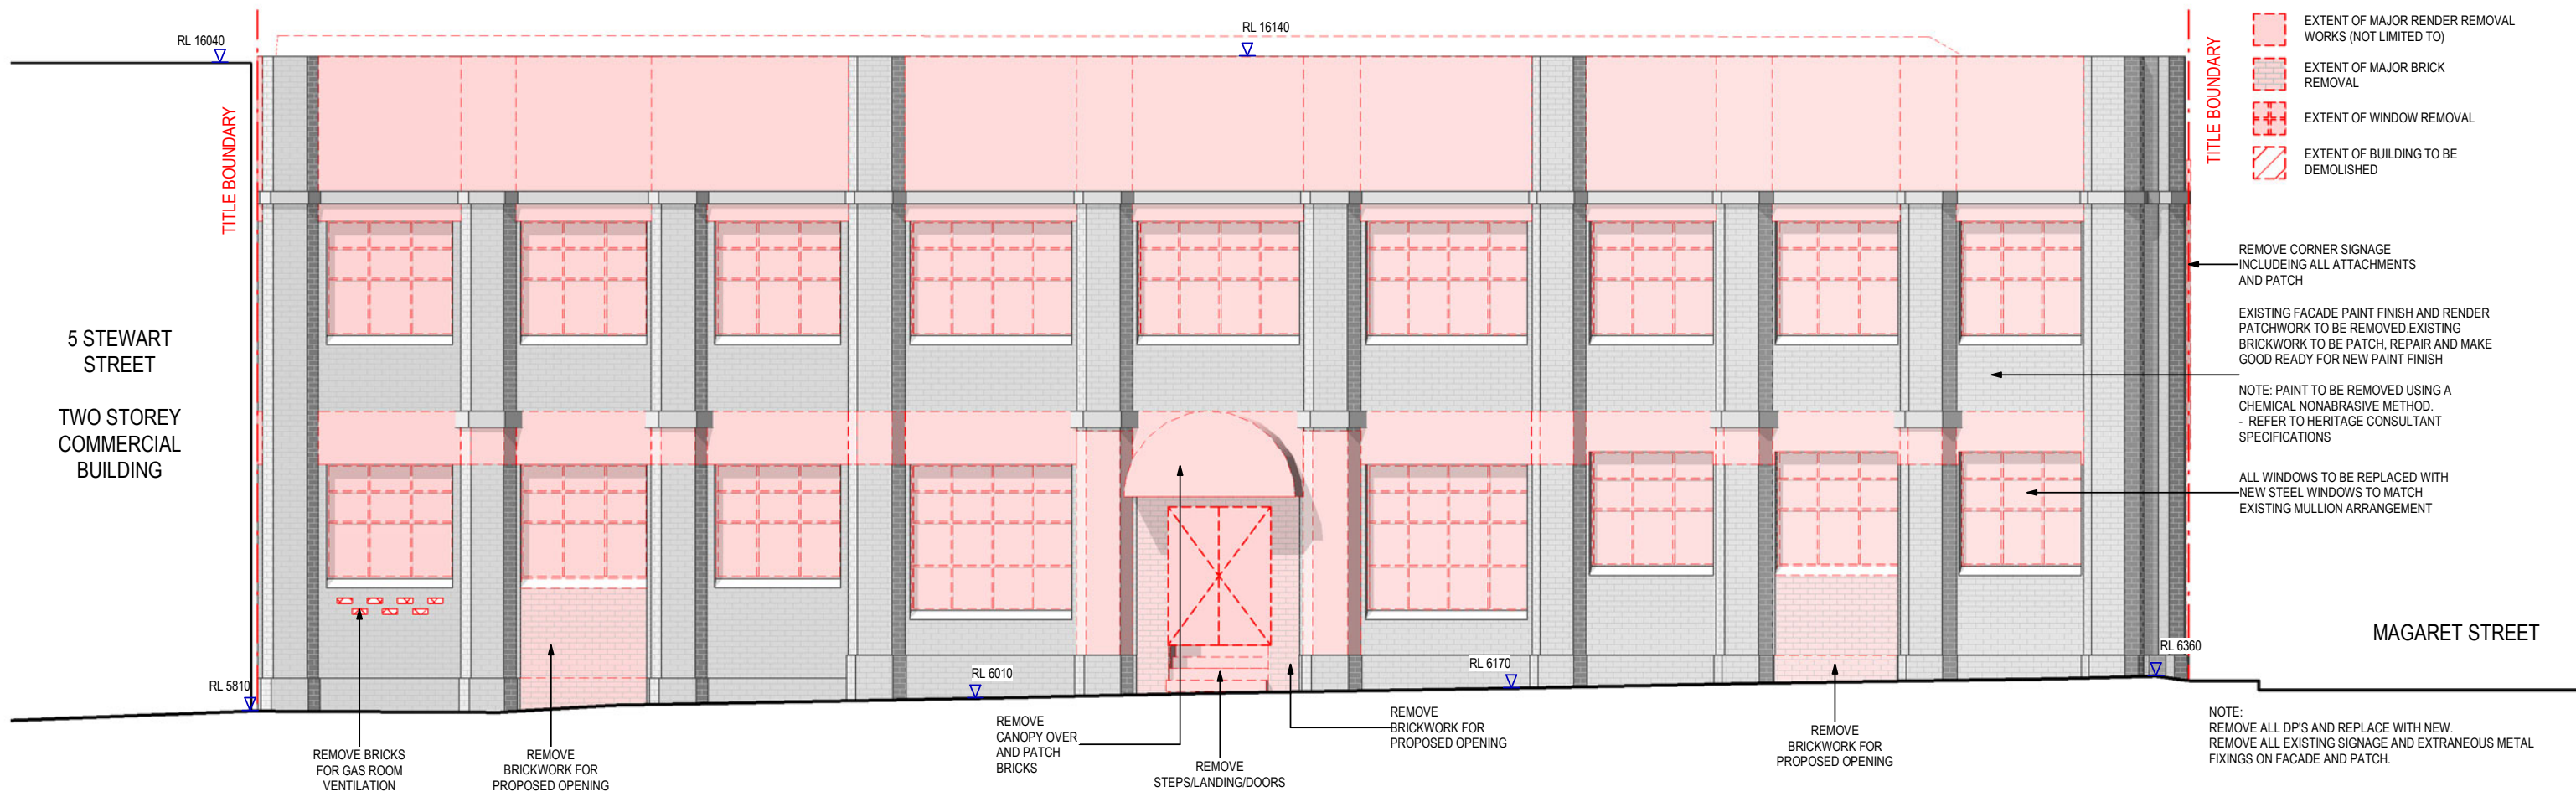 RL 16040
RL 16140
TITLE BOUNDARY
TITLE BOUNDARY
EXTENT OF MAJOR RENDER REMOVAL
WORKS (NOT LIMITED TO)
EXTENT OF MAJOR BRICK
REMOVAL
EXTENT OF WINDOW REMOVAL
EXTENT OF BUILDING TO BE
DEMOLISHED
REMOVE CORNER SIGNAGE
INCLUDEING ALL ATTACHMENTS
AND PATCH
EXISTING FACADE PAINT FINISH AND RENDER
PATCHWORK TO BE REMOVED.EXISTING
BRICKWORK TO BE PATCH, REPAIR AND MAKE
GOOD READY FOR NEW PAINT FINISH
NOTE: PAINT TO BE REMOVED USING A
CHEMICAL NONABRASIVE METHOD.
- REFER TO HERITAGE CONSULTANT
SPECIFICATIONS
ALL WINDOWS TO BE REPLACED WITH
NEW STEEL WINDOWS TO MATCH
EXISTING MULLION ARRANGEMENT
5 STEWART
STREET
TWO STOREY
COMMERCIAL
BUILDING
MAGARET STREET
RL 5810
RL 6010
RL 6170
RL 6360
REMOVE BRICKS
FOR GAS ROOM
VENTILATION
REMOVE
BRICKWORK FOR
PROPOSED OPENING
REMOVE
CANOPY OVER
AND PATCH
BRICKS
REMOVE
STEPS/LANDING/DOORS
REMOVE
BRICKWORK FOR
PROPOSED OPENING
REMOVE
BRICKWORK FOR
PROPOSED OPENING
NOTE:
REMOVE ALL DP'S AND REPLACE WITH NEW.
REMOVE ALL EXISTING SIGNAGE AND EXTRANEOUS METAL
FIXINGS ON FACADE AND PATCH.